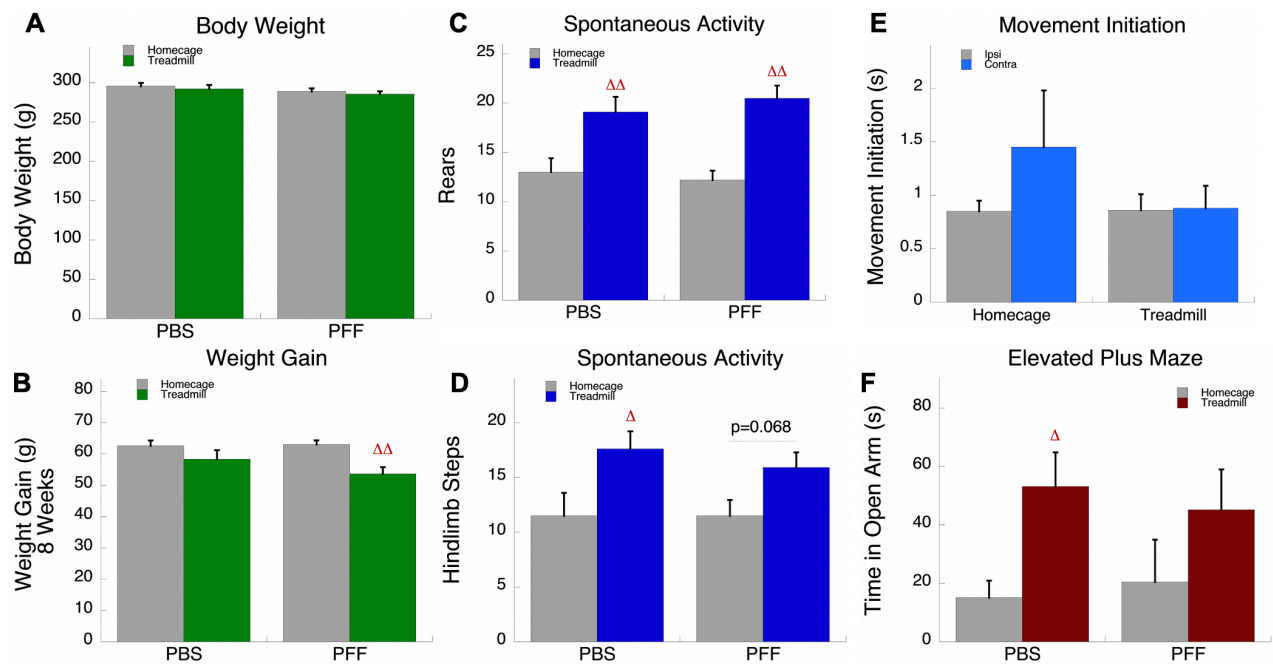 A
Body Weight
Homecage
Treadmill
Body Weight (g)
300
250
200
150
100
50
0
PBS
PFF
B
Weight Gain
Homecage
Treadmill
Weight Gain (g)
8 Weeks
80
70
60
50
40
30
20
10
0
ΔΔ
PBS
PFF
C
Spontaneous Activity
Homecage
Treadmill
Rears
25
20
15
10
5
0
ΔΔ
ΔΔ
PBS
PFF
D
Spontaneous Activity
Homecage
Treadmill
Hindlimb Steps
20
15
10
5
0
Δ
p=0.068
PBS
PFF
E
Movement Initiation
Ipsi
Contra
Movement Initiation (s)
2
1.5
1
0.5
0
Homecage
Treadmill
F
Elevated Plus Maze
Homecage
Treadmill
Time in Open Arm (s)
80
60
40
20
0
Δ
PBS
PFF